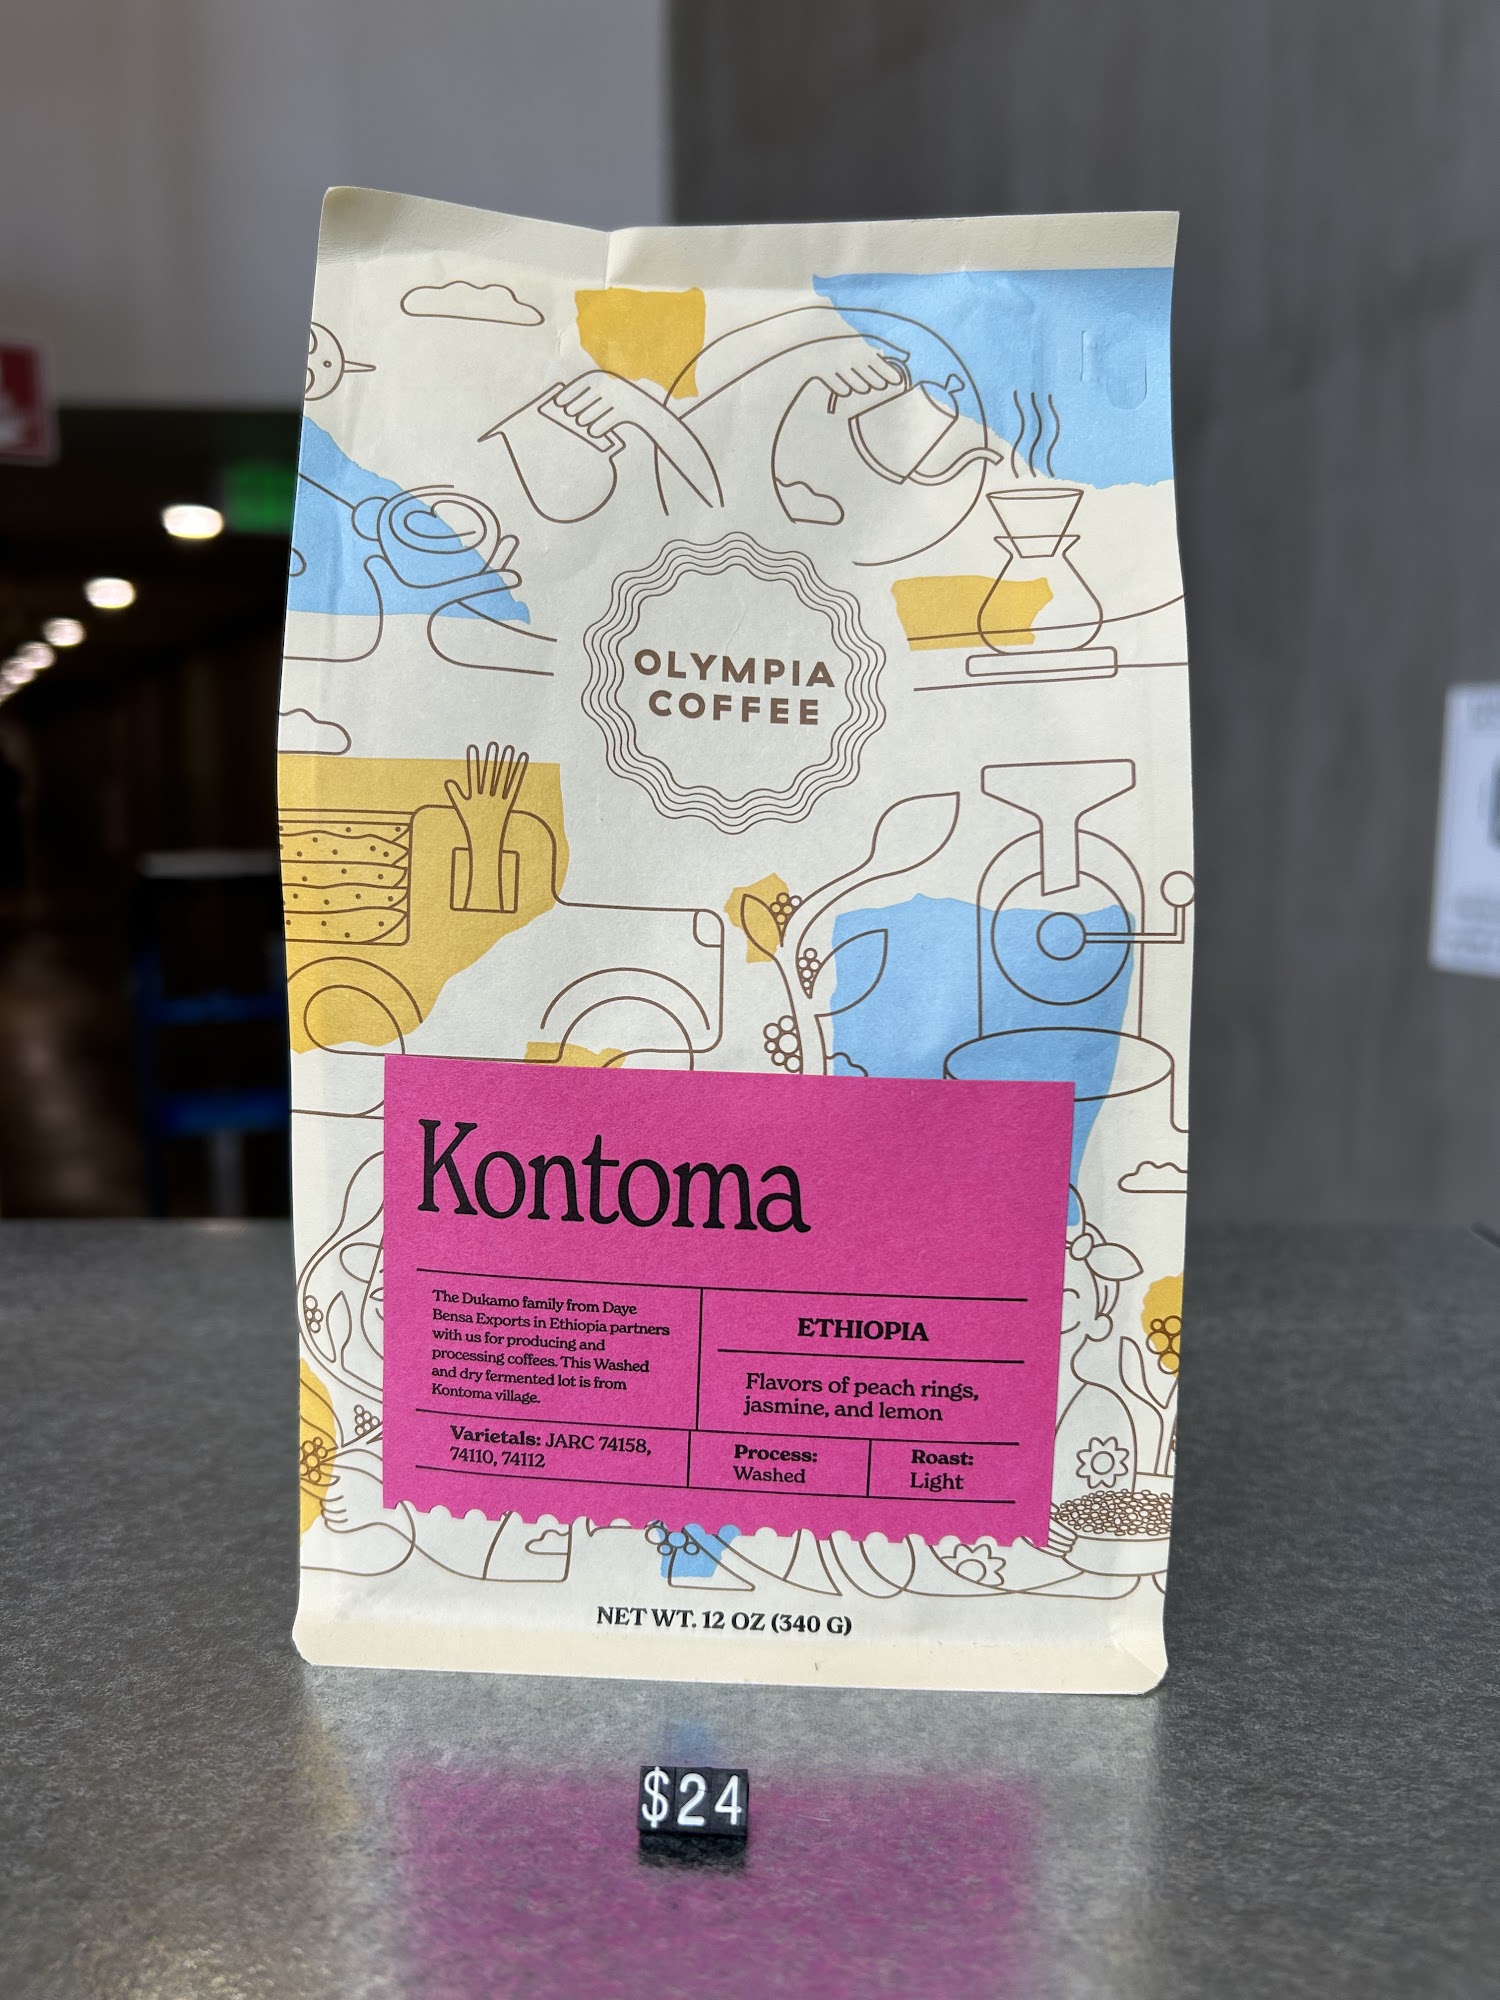 OLYMPIA
COFFEE
Kontoma
The Dukamo family from Daye
Bensa Exports in Ethiopia partners
with us for producing and
processing coffees. This Washed
and dry fermented lot is from
Kontoma village.
ETHIOPIA
Flavors of peach rings,
jasmine, and lemon
Varietals: JARC 74158,
74110, 74112
Process:
Washed
Roast:
Light
NET WT. 12 OZ (340 G)
$24